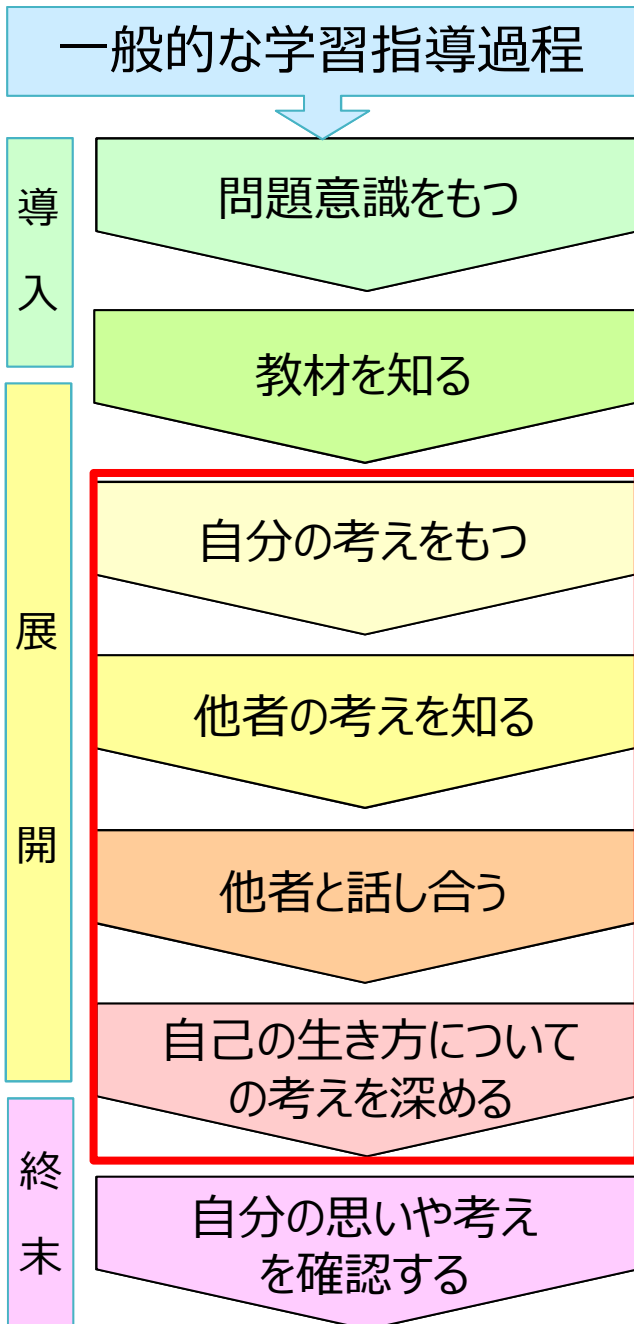 一般的な学習指導過程
導入
問題意識をもつ
教材を知る
展開
自分の考えをもつ
他者の考えを知る
他者と話し合う
自己の生き方について
の考えを深める
終末
自分の思いや考え
を確認する